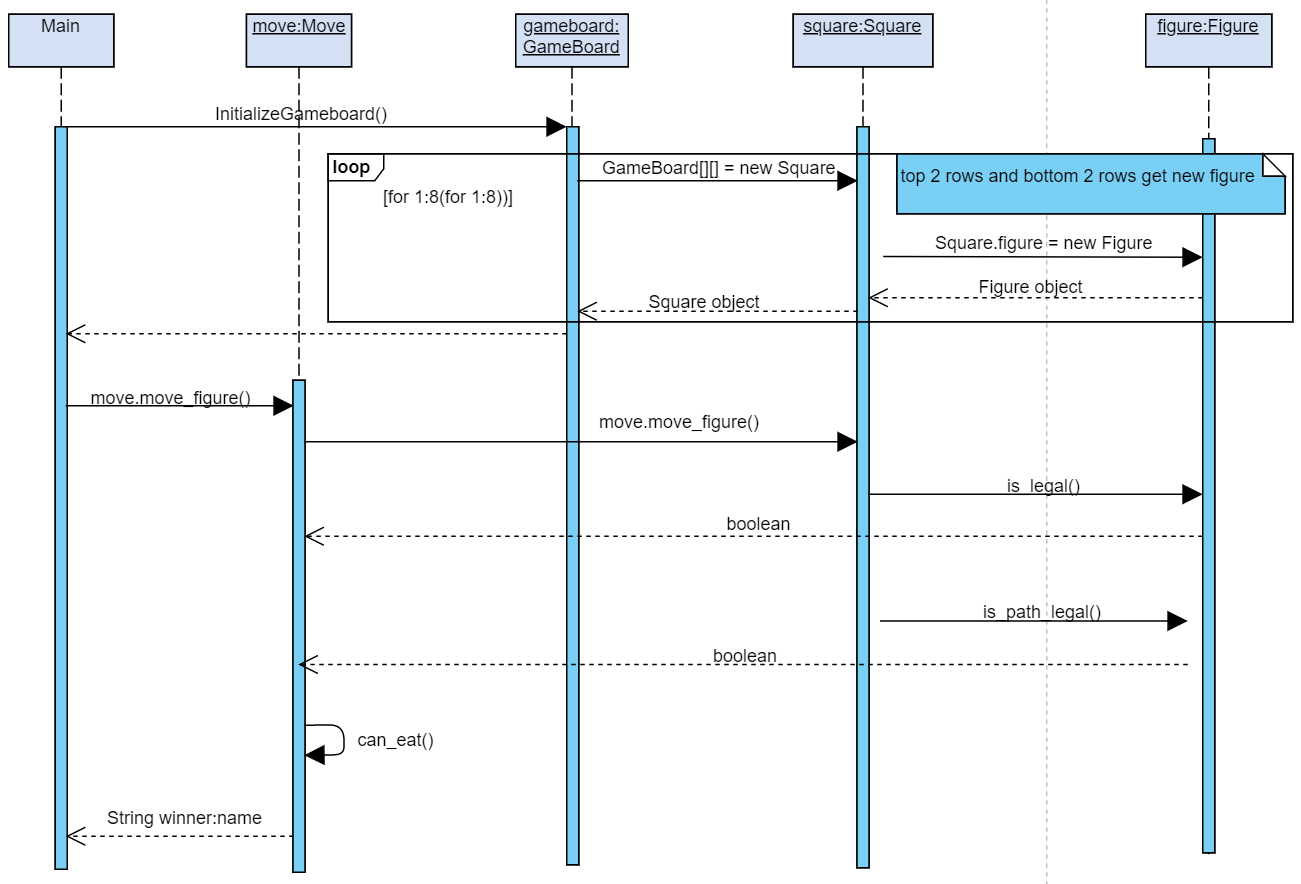 Main
move:Move
gameboard:
GameBoard
square:Square
figure:Figure
InitializeGameboard()
loop
[for 1:8(for 1:8))]
GameBoard[][] = new Square
top 2 rows and bottom 2 rows get new figure
Square.figure = new Figure
Figure object
Square object
move.move_figure()
move.move_figure()
is_legal()
boolean
is_path_legal()
boolean
can_eat()
String winner:name